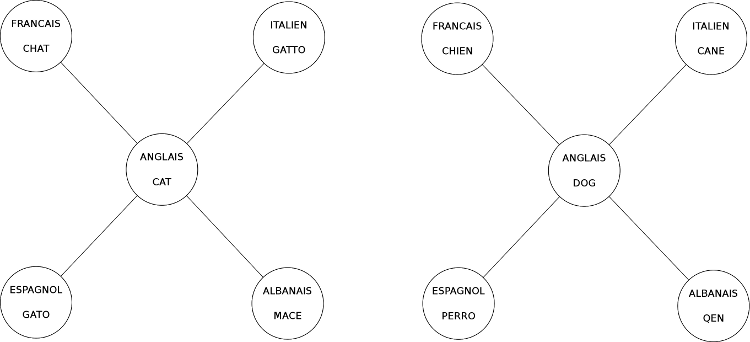 FRANCAIS
CHAT
ITALIEN
GATTO
ANGLAIS
CAT
ESPAGNOL
GATO
ALBANAIS
MACE
FRANCAIS
CHIEN
ITALIEN
CANE
ANGLAIS
DOG
ESPAGNOL
PERRO
ALBANAIS
QEN